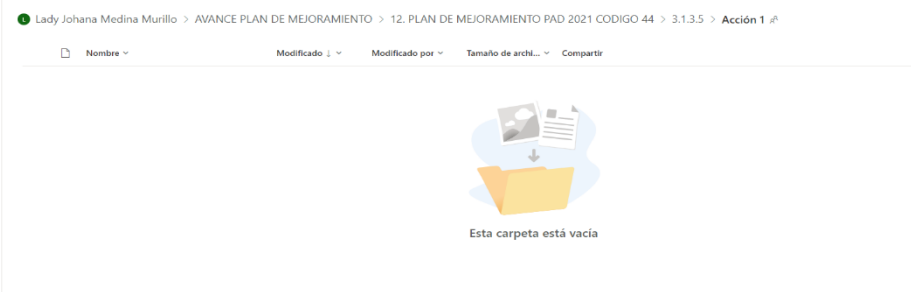 L Lady Johana Medina Murillo > AVANCE PLAN DE MEJORAMIENTO > 12. PLAN DE MEJORAMIENTO PAD 2021 CODIGO 44 > 3.1.3.5 > Acción 1
Nombre Modificado ↓ Modificado por Tamaño de archi... Compartir
Esta carpeta está vacía